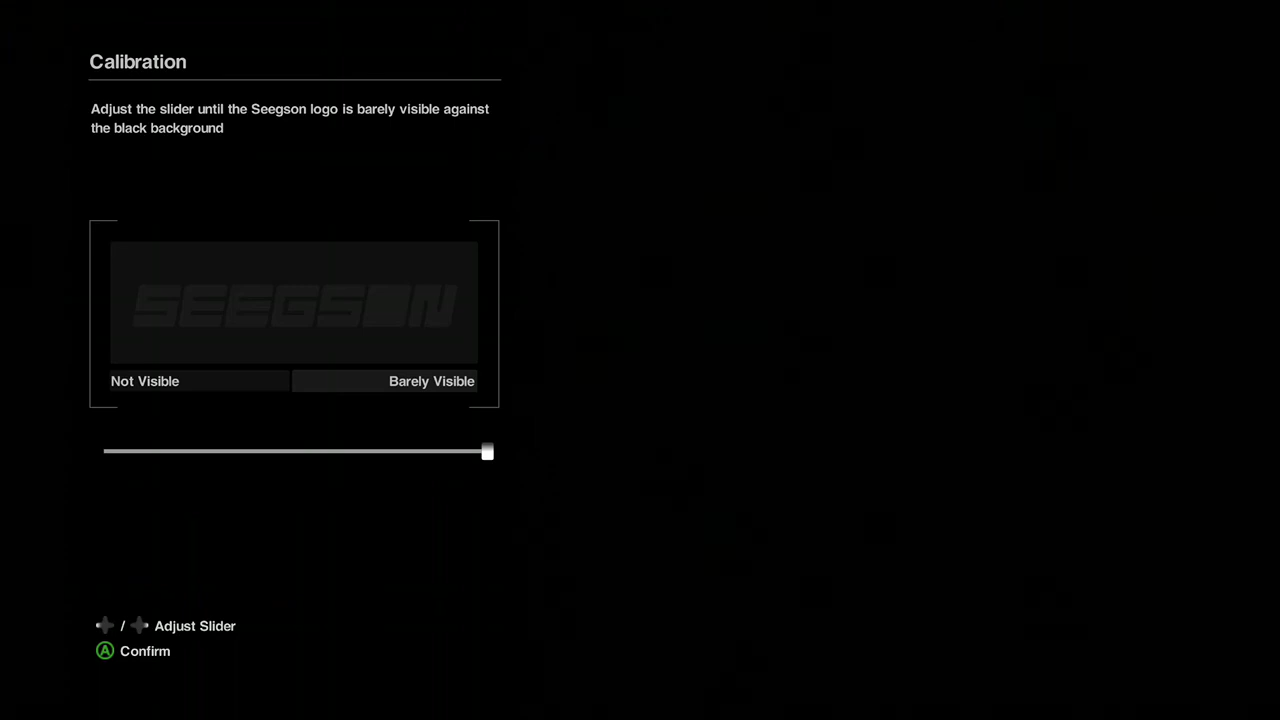 Calibration
Adjust the slider until the Seegson logo is barely visible against
the black background
SEEGSON
Not Visible Barely Visible
/ Adjust Slider
A Confirm